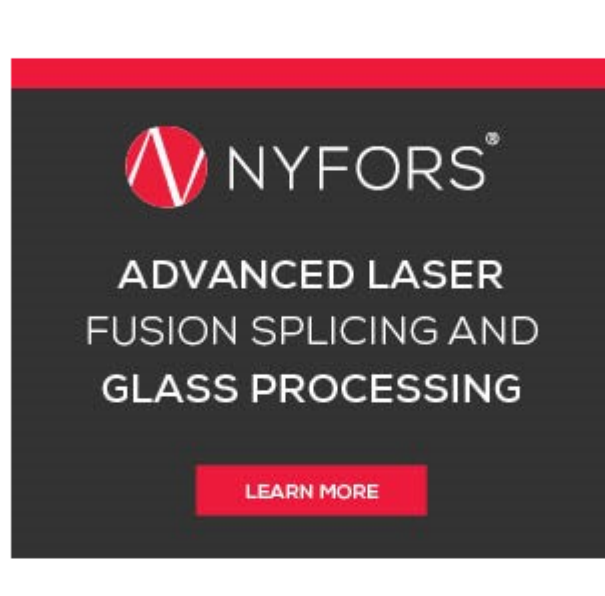 NYFORS®
ADVANCED LASER
FUSION SPLICING AND
GLASS PROCESSING
LEARN MORE